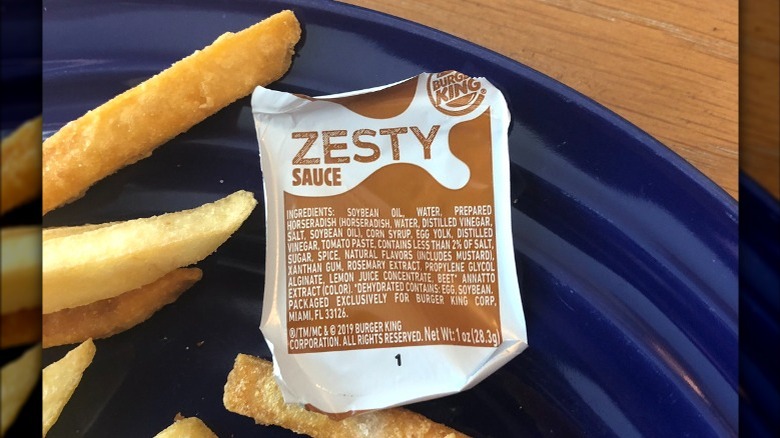 BURGER
KING
ZESTY
SAUCE
INGREDIENTS: SOYBEAN OIL, WATER, PREPARED
HORSERADISH (HORSERADISH, WATER, DISTILLED VINEGAR,
SALT, SOYBEAN OIL), CORN SYRUP, EGG YOLK, DISTILLED
VINEGAR, TOMATO PASTE, CONTAINS LESS THAN 2% OF SALT,
SUGAR, SPICE, NATURAL FLAVORS (INCLUDES MUSTARD),
XANTHAN GUM, ROSEMARY EXTRACT, PROPYLENE GLYCOL
ALGINATE, LEMON JUICE CONCENTRATE BEET* ANNATTO
EXTRACT (COLOR). *DEHYDRATED CONTAINS: EGG, SOYBEAN.
PACKAGED EXCLUSIVELY FOR BURGER KING CORP.
MIAMI, FL 33126.
®/TM/MC & © 2019 BURGER KING
CORPORATION. ALL RIGHTS RESERVED. Net Wt: 1 oz (28.3g)
1